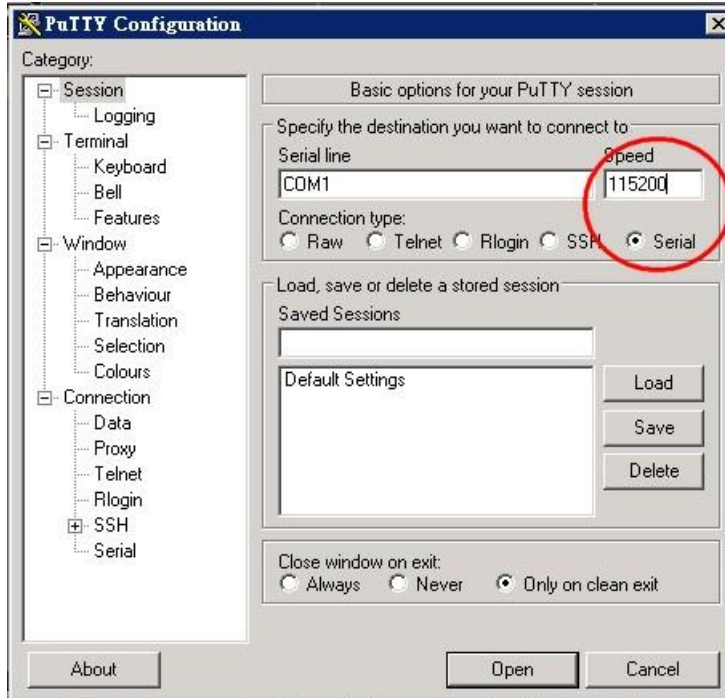 PuTTY Configuration
Category:
Session
Logging
Terminal
Keyboard
Bell
Features
Window
Appearance
Behaviour
Translation
Selection
Colours
Connection
Data
Proxy
Telnet
Rlogin
SSH
Serial
Basic options for your PuTTY session
Specify the destination you want to connect to
Serial line Speed
COM1 115200
Connection type:
Raw Telnet Rlogin SSH Serial
Load, save or delete a stored session
Saved Sessions
Default Settings
Load
Save
Delete
Close window on exit:
Always Never Only on clean exit
About Open Cancel